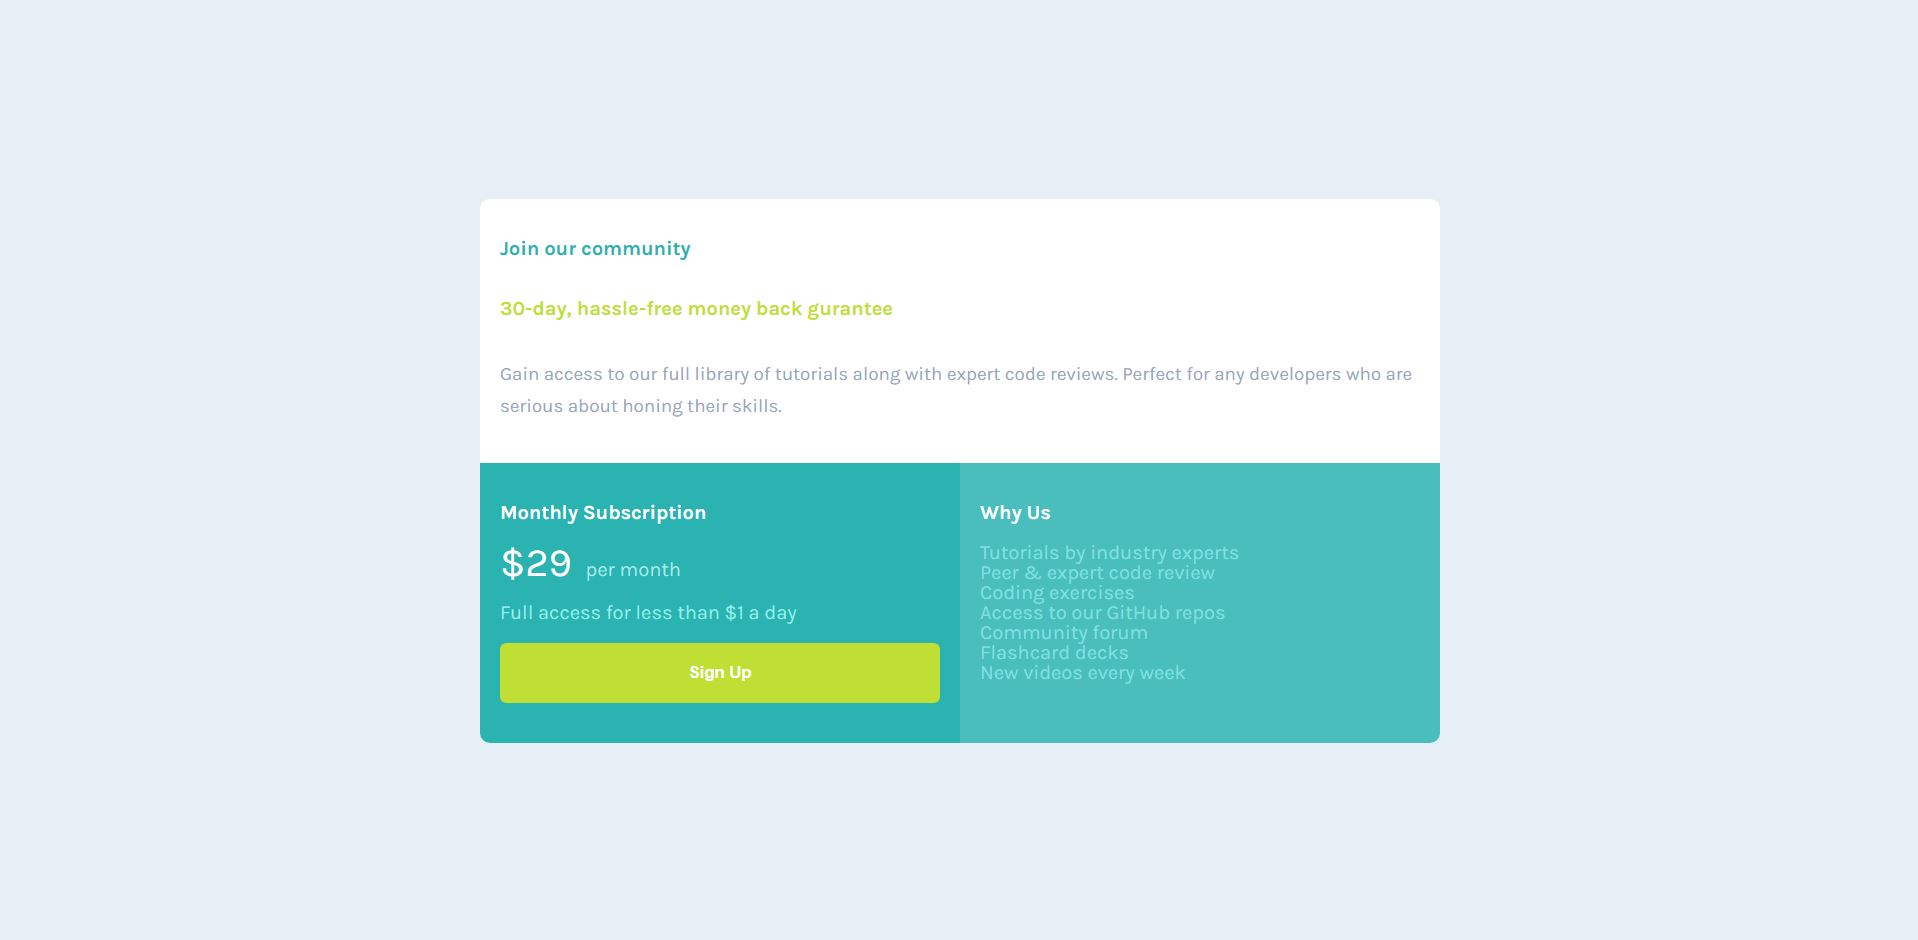 Join our community
30-day, hassle-free money back gurantee
Gain access to our full library of tutorials along with expert code reviews. Perfect for any developers who are
serious about honing their skills.
Monthly Subscription
$29 per month
Full access for less than $1 a day
Sign Up
Why Us
Tutorials by industry experts
Peer & expert code review
Coding exercises
Access to our GitHub repos
Community forum
Flashcard decks
New videos every week